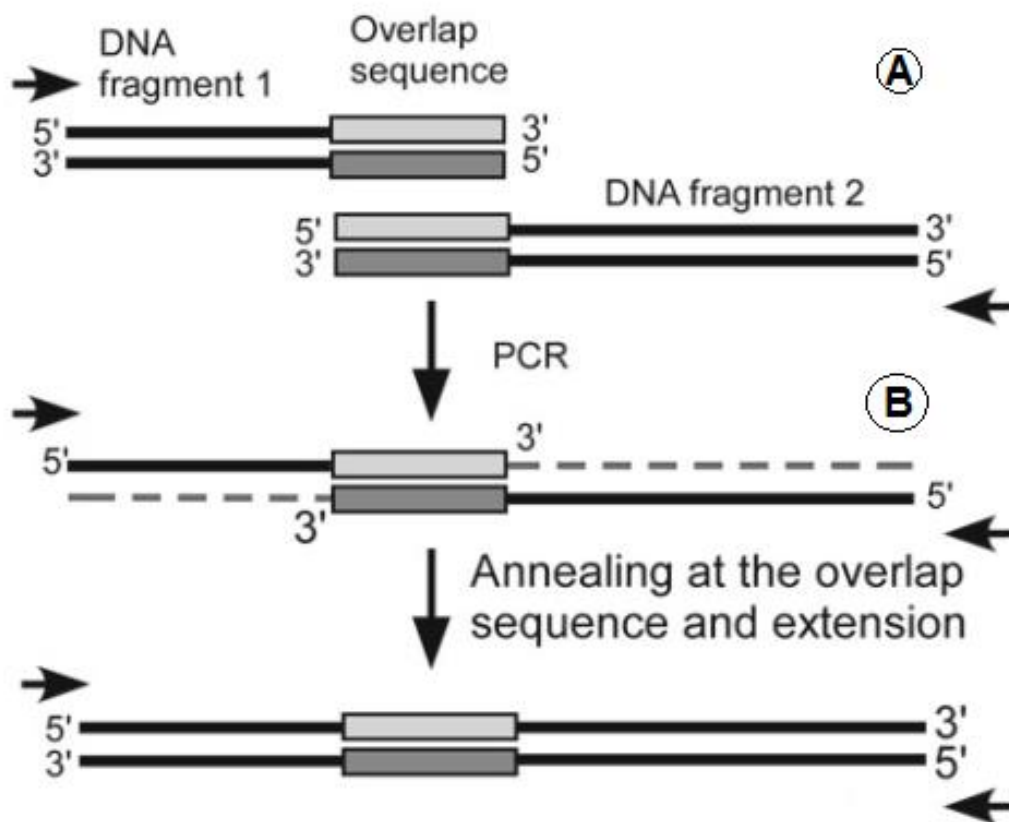 DNA
fragment 1
Overlap
sequence
A
5' 3'
3' 5'
DNA fragment 2
5' 3'
3' 5'
PCR
B
5' 3'
3' 5'
Annealing at the overlap
sequence and extension
5' 3'
3' 5'